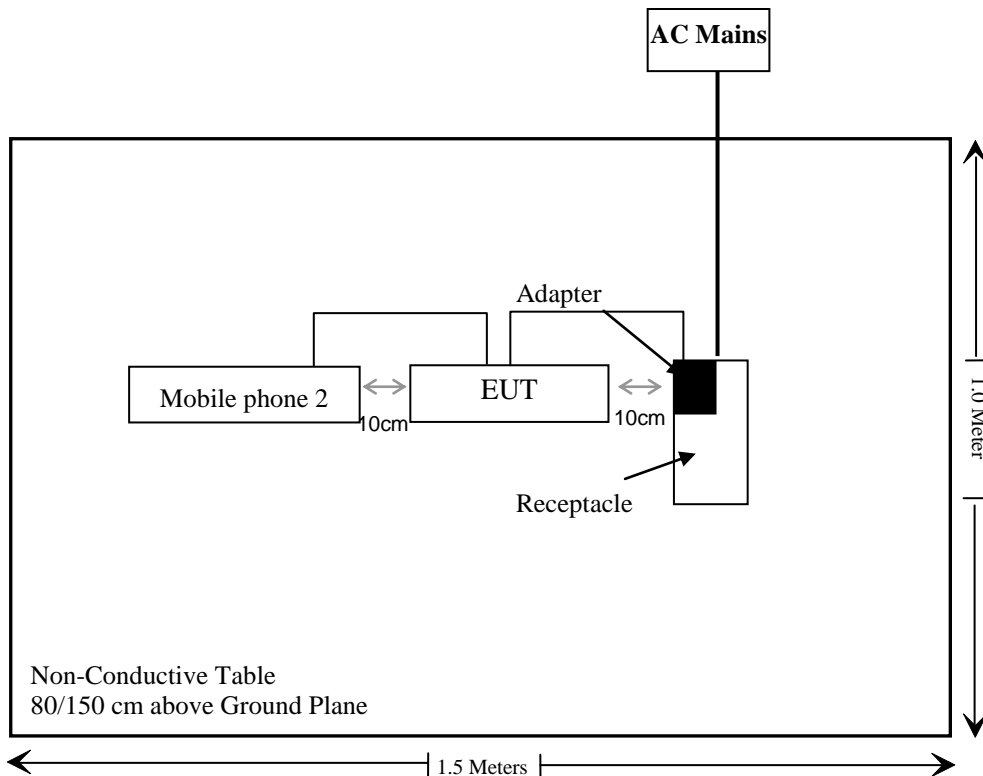 AC Mains
Adapter
Mobile phone 2
EUT
10cm
10cm
Receptacle
1.0 Meter
Non-Conductive Table
80/150 cm above Ground Plane
1.5 Meters